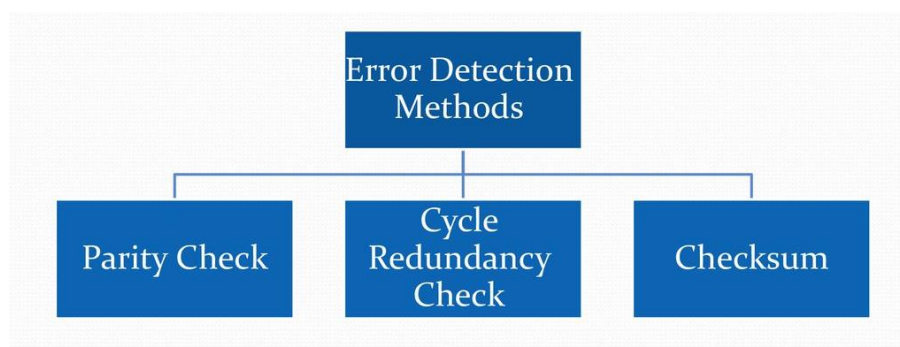 Error Detection
Methods
Parity Check
Cycle
Redundancy
Check
Checksum